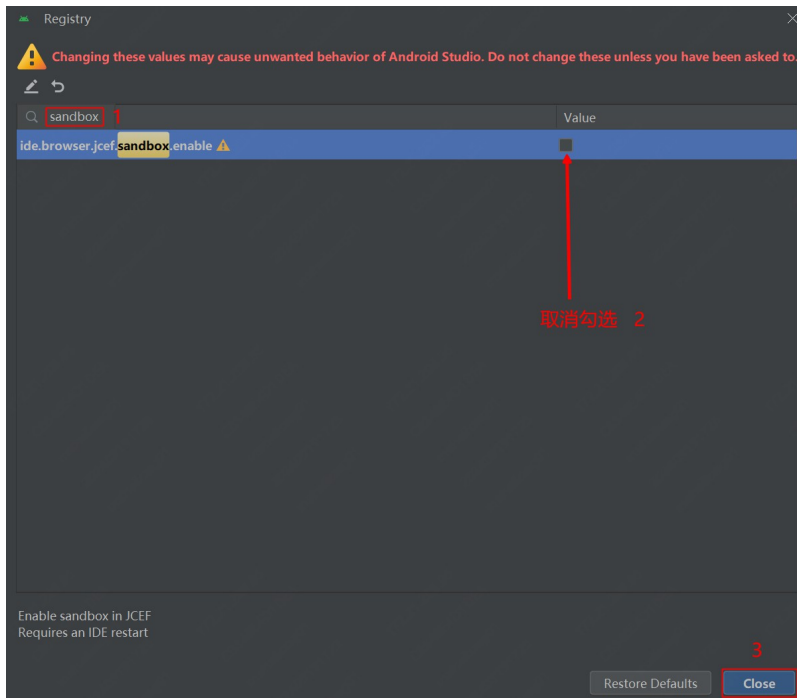 Registry
Changing these values may cause unwanted behavior of Android Studio. Do not change these unless you have been asked to.
sandbox 1
Value
ide.browser.jcef.sandbox.enable
取消勾选 2
Enable sandbox in JCEF
Requires an IDE restart
3
Restore Defaults
Close